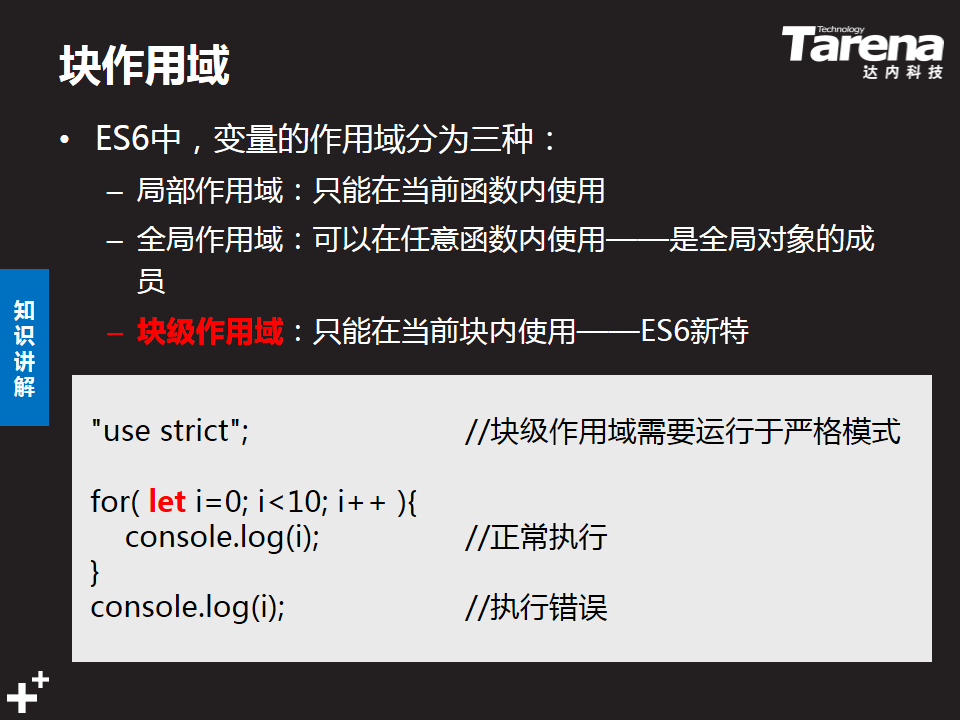 块作用域
Technology
Tarena
达内科技
• ES6中，变量的作用域分为三种：
– 局部作用域：只能在当前函数内使用
– 全局作用域：可以在任意函数内使用——是全局对象的成
员
– 块级作用域：只能在当前块内使用——ES6新特
知
识
讲
解
"use strict"; //块级作用域需要运行于严格模式
for( let i=0; i<10; i++ ){
console.log(i); //正常执行
}
console.log(i); //执行错误